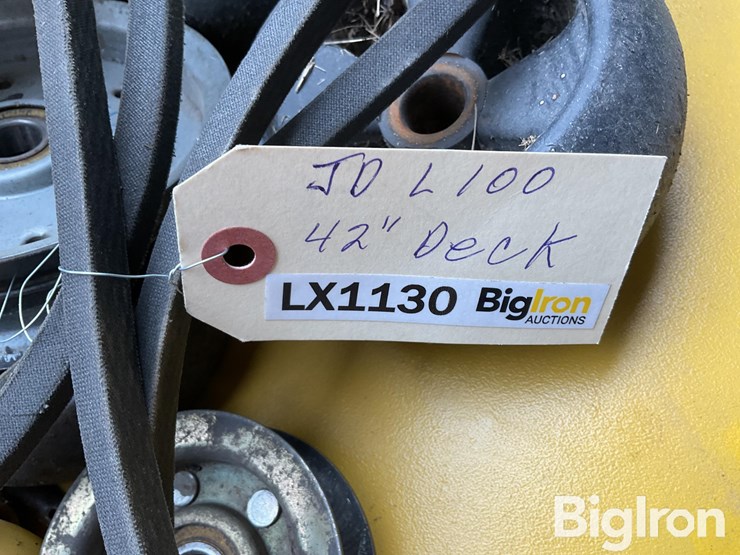 JD L100
42" Deck
LX1130 BigIron
AUCTIONS
BigIron